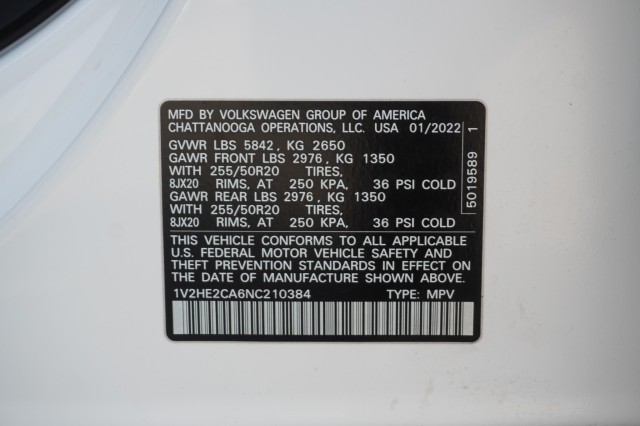 MFD BY VOLKSWAGEN GROUP OF AMERICA
CHATTANOOGA OPERATIONS, LLC. USA 01/2022
GVWR LBS 5842, KG 2650
GAWR FRONT LBS 2976, KG 1350
WITH 255/50R20 TIRES,
8JX20 RIMS, AT 250 KPA, 36 PSI COLD
GAWR REAR LBS 2976, KG 1350
WITH 255/50R20 TIRES,
8JX20 RIMS, AT 250 KPA, 36 PSI COLD
THIS VEHICLE CONFORMS TO ALL APPLICABLE
U.S. FEDERAL MOTOR VEHICLE SAFETY AND
THEFT PREVENTION STANDARDS IN EFFECT ON
THE DATE OF MANUFACTURE SHOWN ABOVE.
1V2HE2CA6NC210384 TYPE: MPV
5019589 1